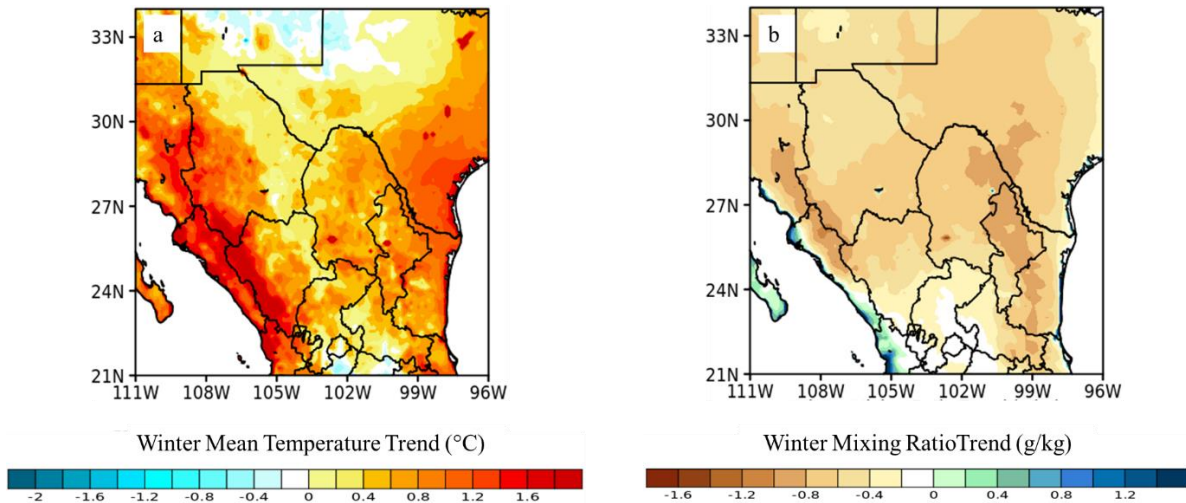 a
33N
30N
27N
24N
21N
111W 108W 105W 102W 99W 96W
b
33N
30N
27N
24N
21N
111W 108W 105W 102W 99W 96W
Winter Mean Temperature Trend (°C)
-2 -1.6 -1.2 -0.8 -0.4 0 0.4 0.8 1.2 1.6
Winter Mixing RatioTrend (g/kg)
-1.6 -1.2 -0.8 -0.4 0 0.4 0.8 1.2